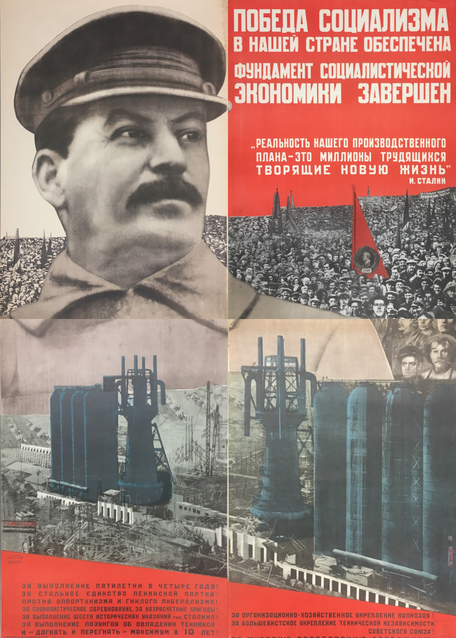 ПОБЕДА СОЦИАЛИЗМА
В НАШЕЙ СТРАНЕ ОБЕСПЕЧЕНА
ФУНДАМЕНТ СОЦИАЛИСТИЧЕСКОЙ
ЭКОНОМИКИ ЗАВЕРШЕН
„РЕАЛЬНОСТЬ НАШЕГО ПРОИЗВОДСТВЕННОГО
ПЛАНА–ЭТО МИЛЛИОНЫ ТРУДЯЩИХСЯ
ТВОРЯЩИЕ НОВУЮ ЖИЗНЬ"
И. СТАЛИН
ЗА ВЫПОЛНЕНИЕ ПЯТИЛЕТКИ В ЧЕТЫРЕ ГОДА!
ЗА СТАЛЬНОЕ ЕДИНСТВО ЛЕНИНСКОЙ ПАРТИИ!
ПРОТИВ ОППОРТУНИЗМА И ГНИЛОГО ЛИБЕРАЛИЗМА!
ЗА СОЦИАЛИСТИЧЕСКОЕ СОРЕВНОВАНИЕ, ЗА ХОЗРАСЧЕТНЫЕ БРИГАДЫ!
ЗА ВЫПОЛНЕНИЕ ШЕСТИ ИСТОРИЧЕСКИХ УКАЗАНИЙ тов. СТАЛИНА!
ЗА ВЫПОЛНЕНИЕ ЛОЗУНГОВ ОБ ОВЛАДЕНИИ ТЕХНИКОЙ
И — ДОГНАТЬ И ПЕРЕГНАТЬ — МАКСИМУМ В 10 ЛЕТ!
ЗА ОРГАНИЗАЦИОННО-ХОЗЯЙСТВЕННОЕ УКРЕПЛЕНИЕ КОЛХОЗОВ!
ЗА БОЛЬШЕВИСТСКОЕ УКРЕПЛЕНИЕ ТЕХНИЧЕСКОЙ НЕЗАВИСИМОСТИ
СОВЕТСКОГО СОЮЗА!